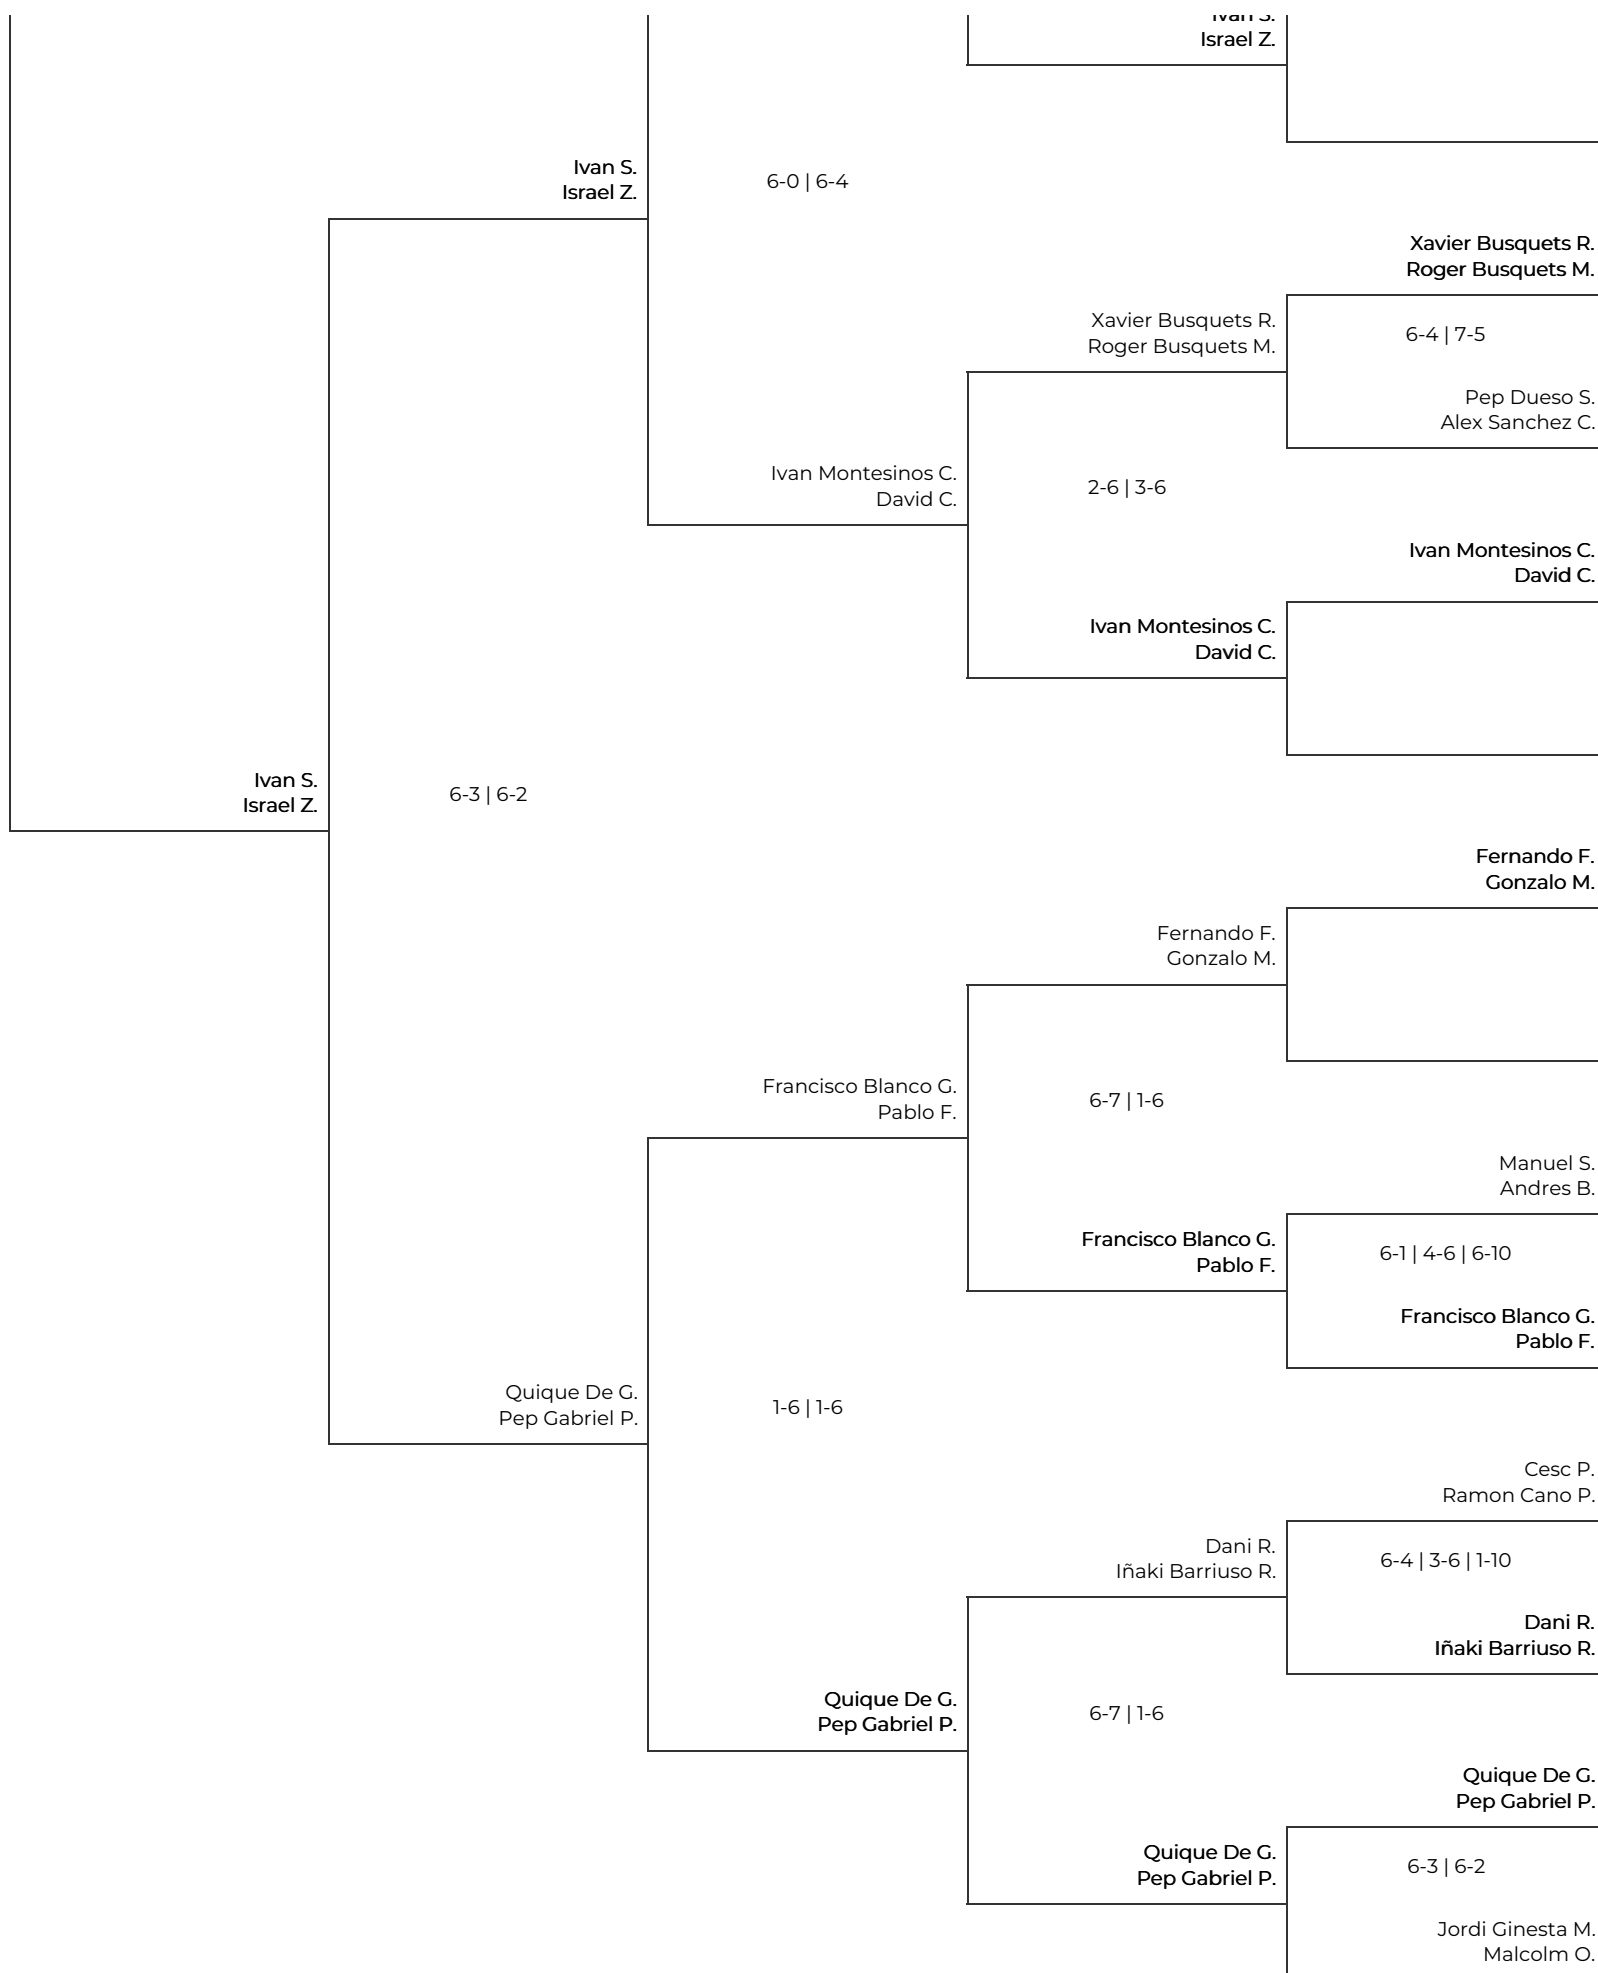 Ivan S.
Israel Z.
Ivan S.
Israel Z.
6-0 | 6-4
Xavier Busquets R.
Roger Busquets M.
Xavier Busquets R.
Roger Busquets M.
6-4 | 7-5
Pep Dueso S.
Alex Sanchez C.
Ivan Montesinos C.
David C.
2-6 | 3-6
Ivan Montesinos C.
David C.
Ivan Montesinos C.
David C.
Ivan S.
Israel Z.
6-3 | 6-2
Fernando F.
Gonzalo M.
Fernando F.
Gonzalo M.
Francisco Blanco G.
Pablo F.
6-7 | 1-6
Manuel S.
Andres B.
Francisco Blanco G.
Pablo F.
6-1 | 4-6 | 6-10
Francisco Blanco G.
Pablo F.
Quique De G.
Pep Gabriel P.
1-6 | 1-6
Cesc P.
Ramon Cano P.
Dani R.
Iñaki Barriuso R.
6-4 | 3-6 | 1-10
Dani R.
Iñaki Barriuso R.
Quique De G.
Pep Gabriel P.
6-7 | 1-6
Quique De G.
Pep Gabriel P.
Quique De G.
Pep Gabriel P.
6-3 | 6-2
Jordi Ginesta M.
Malcolm O.